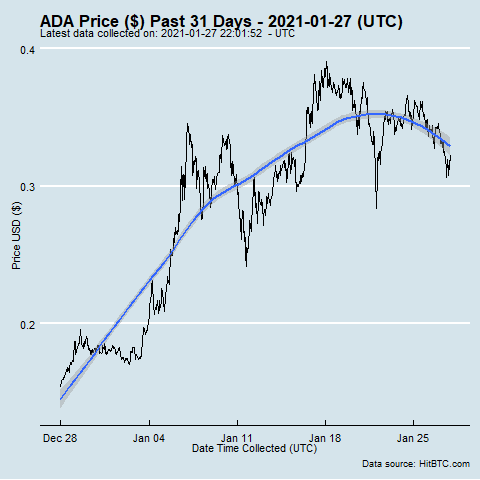 ADA Price ($) Past 31 Days - 2021-01-27 (UTC)
Latest data collected on: 2021-01-27 22:01:52 - UTC
0.4
0.3
0.2
Price USD ($)
Dec 28 Jan 04 Jan 11 Jan 18 Jan 25
Date Time Collected (UTC)
Data source: HitBTC.com